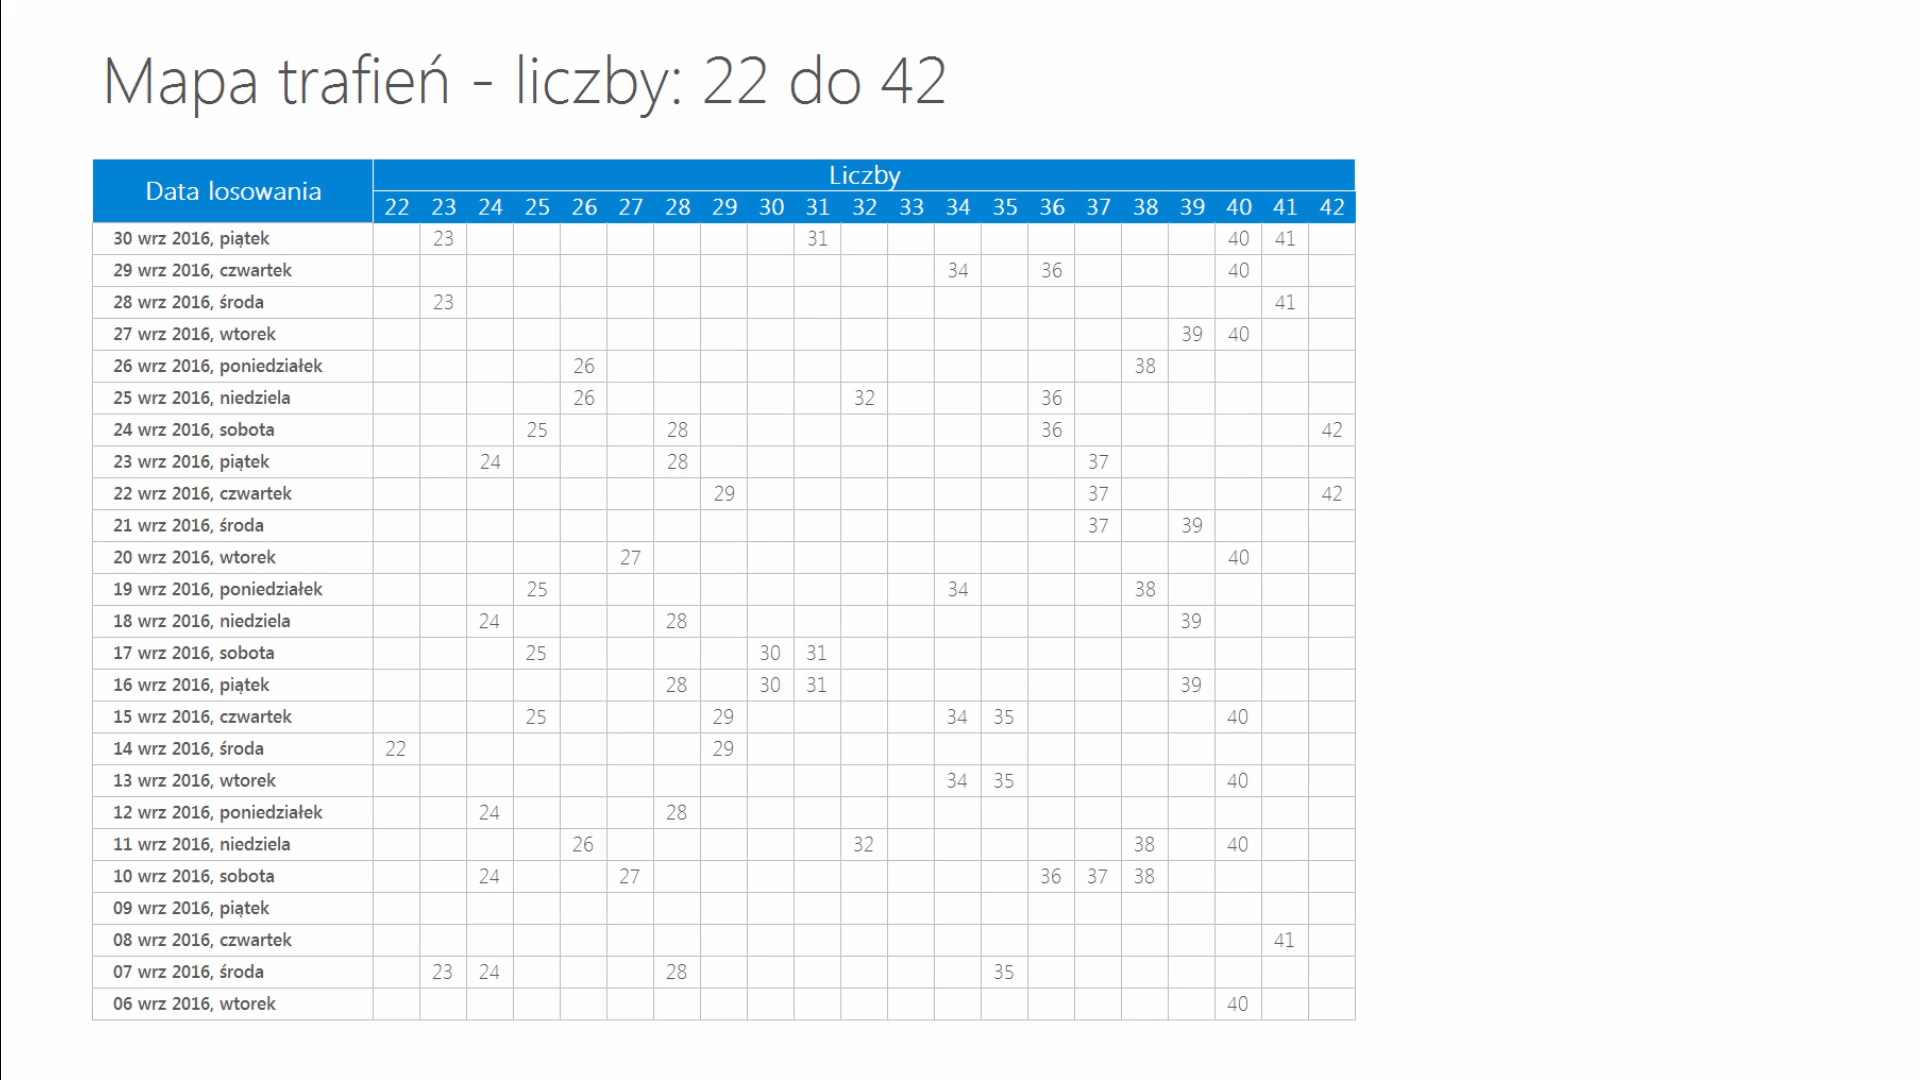 Mapa trafień - liczby: 22 do 42
Data losowania Liczby
22 23 24 25 26 27 28 29 30 31 32 33 34 35 36 37 38 39 40 41 42
30 wrz 2016, piątek 23 31 40 41
29 wrz 2016, czwartek 34 36 40
28 wrz 2016, środa 23 41
27 wrz 2016, wtorek 39 40
26 wrz 2016, poniedziałek 26 38
25 wrz 2016, niedziela 26 32 36
24 wrz 2016, sobota 25 28 36 42
23 wrz 2016, piątek 24 28 37
22 wrz 2016, czwartek 29 37 42
21 wrz 2016, środa 37 39
20 wrz 2016, wtorek 27 40
19 wrz 2016, poniedziałek 25 34 38
18 wrz 2016, niedziela 24 28 39
17 wrz 2016, sobota 25 30 31
16 wrz 2016, piątek 28 30 31 39
15 wrz 2016, czwartek 25 29 34 35 40
14 wrz 2016, środa 22 29
13 wrz 2016, wtorek 34 35 40
12 wrz 2016, poniedziałek 24 28
11 wrz 2016, niedziela 26 32 38 40
10 wrz 2016, sobota 24 27 36 37 38
09 wrz 2016, piątek
08 wrz 2016, czwartek 41
07 wrz 2016, środa 23 24 28 35
06 wrz 2016, wtorek 40